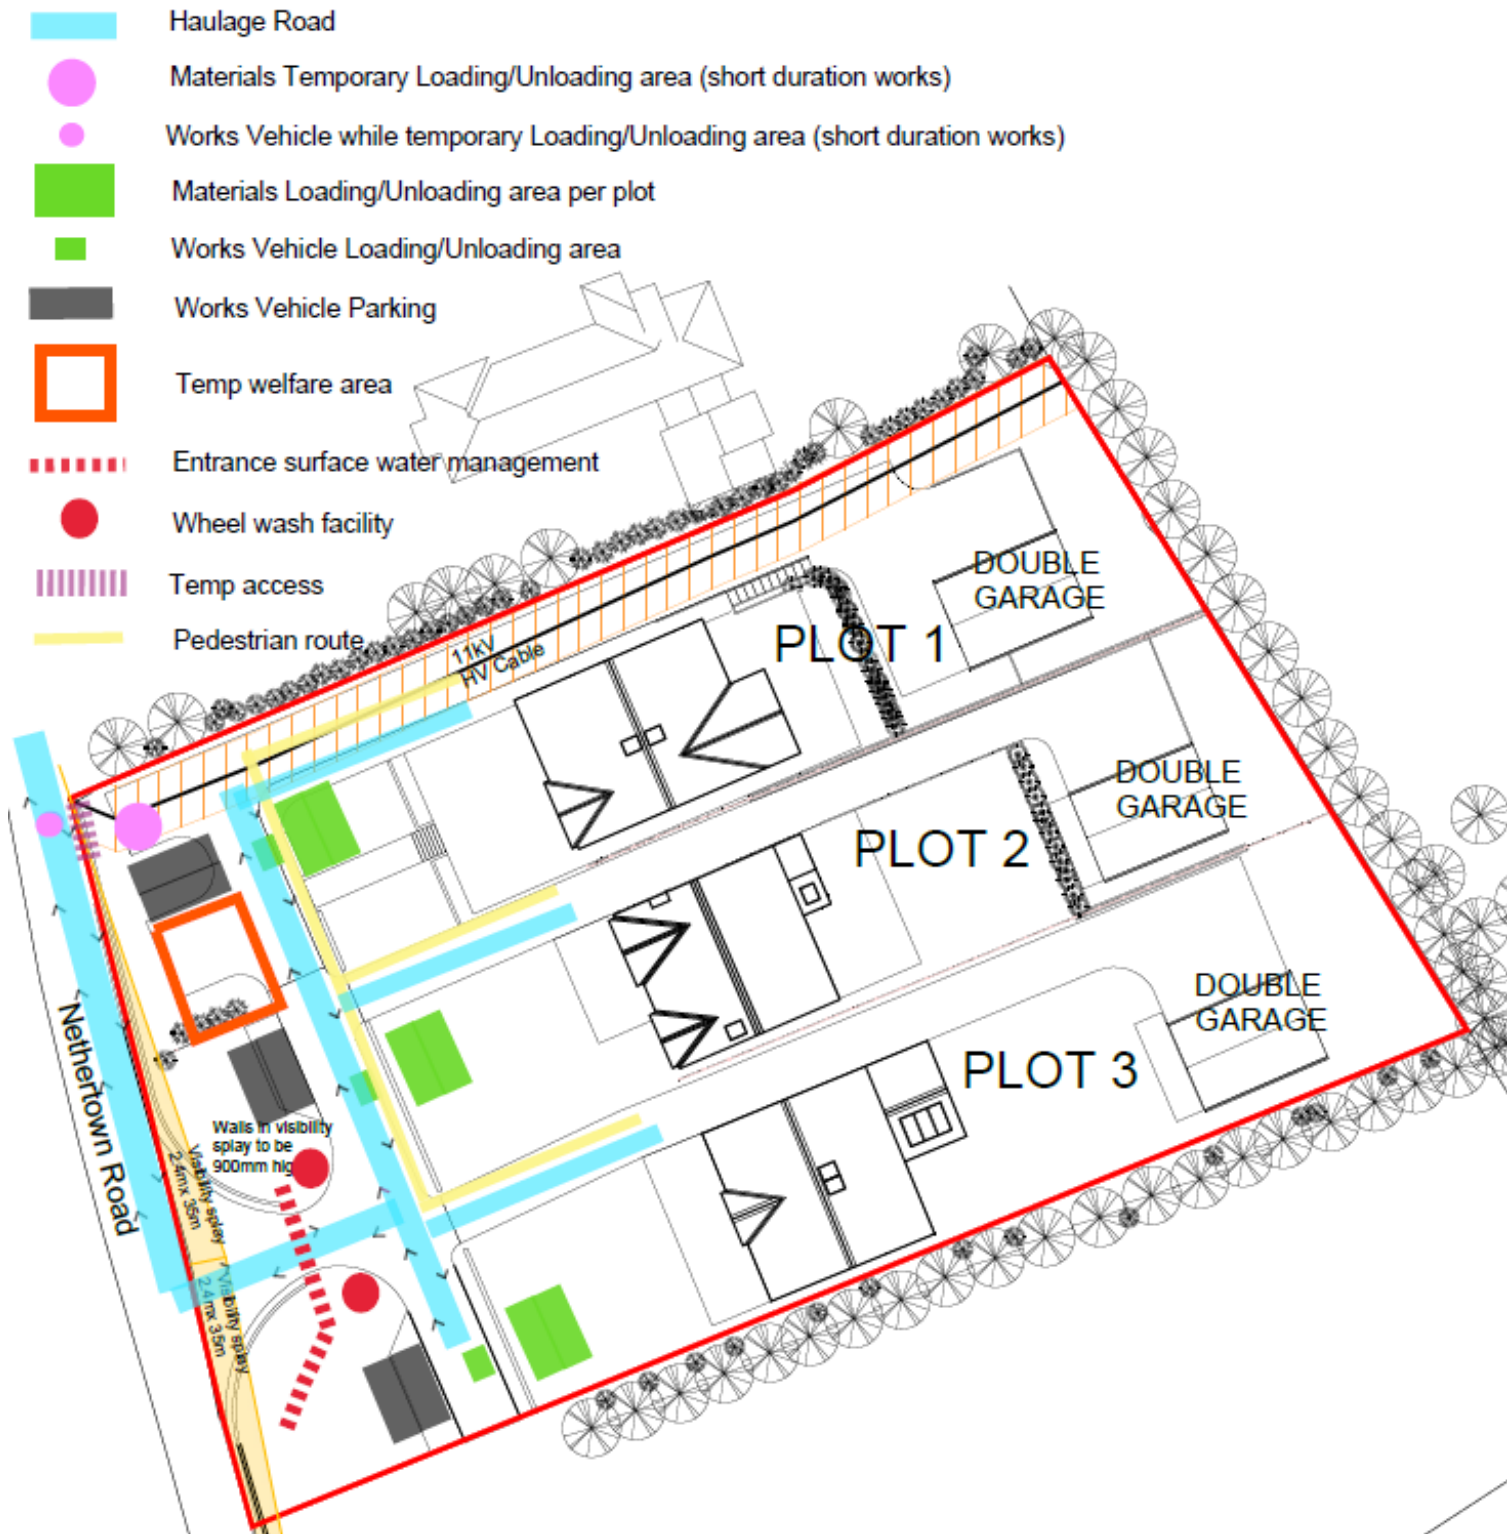 Haulage Road
Materials Temporary Loading/Unloading area (short duration works)
Works Vehicle while temporary Loading/Unloading area (short duration works)
Materials Loading/Unloading area per plot
Works Vehicle Loading/Unloading area
Works Vehicle Parking
Temp welfare area
Entrance surface water management
Wheel wash facility
Temp access
Pedestrian route
11kV
HV Cable
DOUBLE
GARAGE
PLOT 1
DOUBLE
GARAGE
PLOT 2
DOUBLE
GARAGE
PLOT 3
Nethertown Road
Walls in visibility
splay to be
900mm hig
Visibility splay
2.4m x 35m
Visibility splay
2.4m x 35m